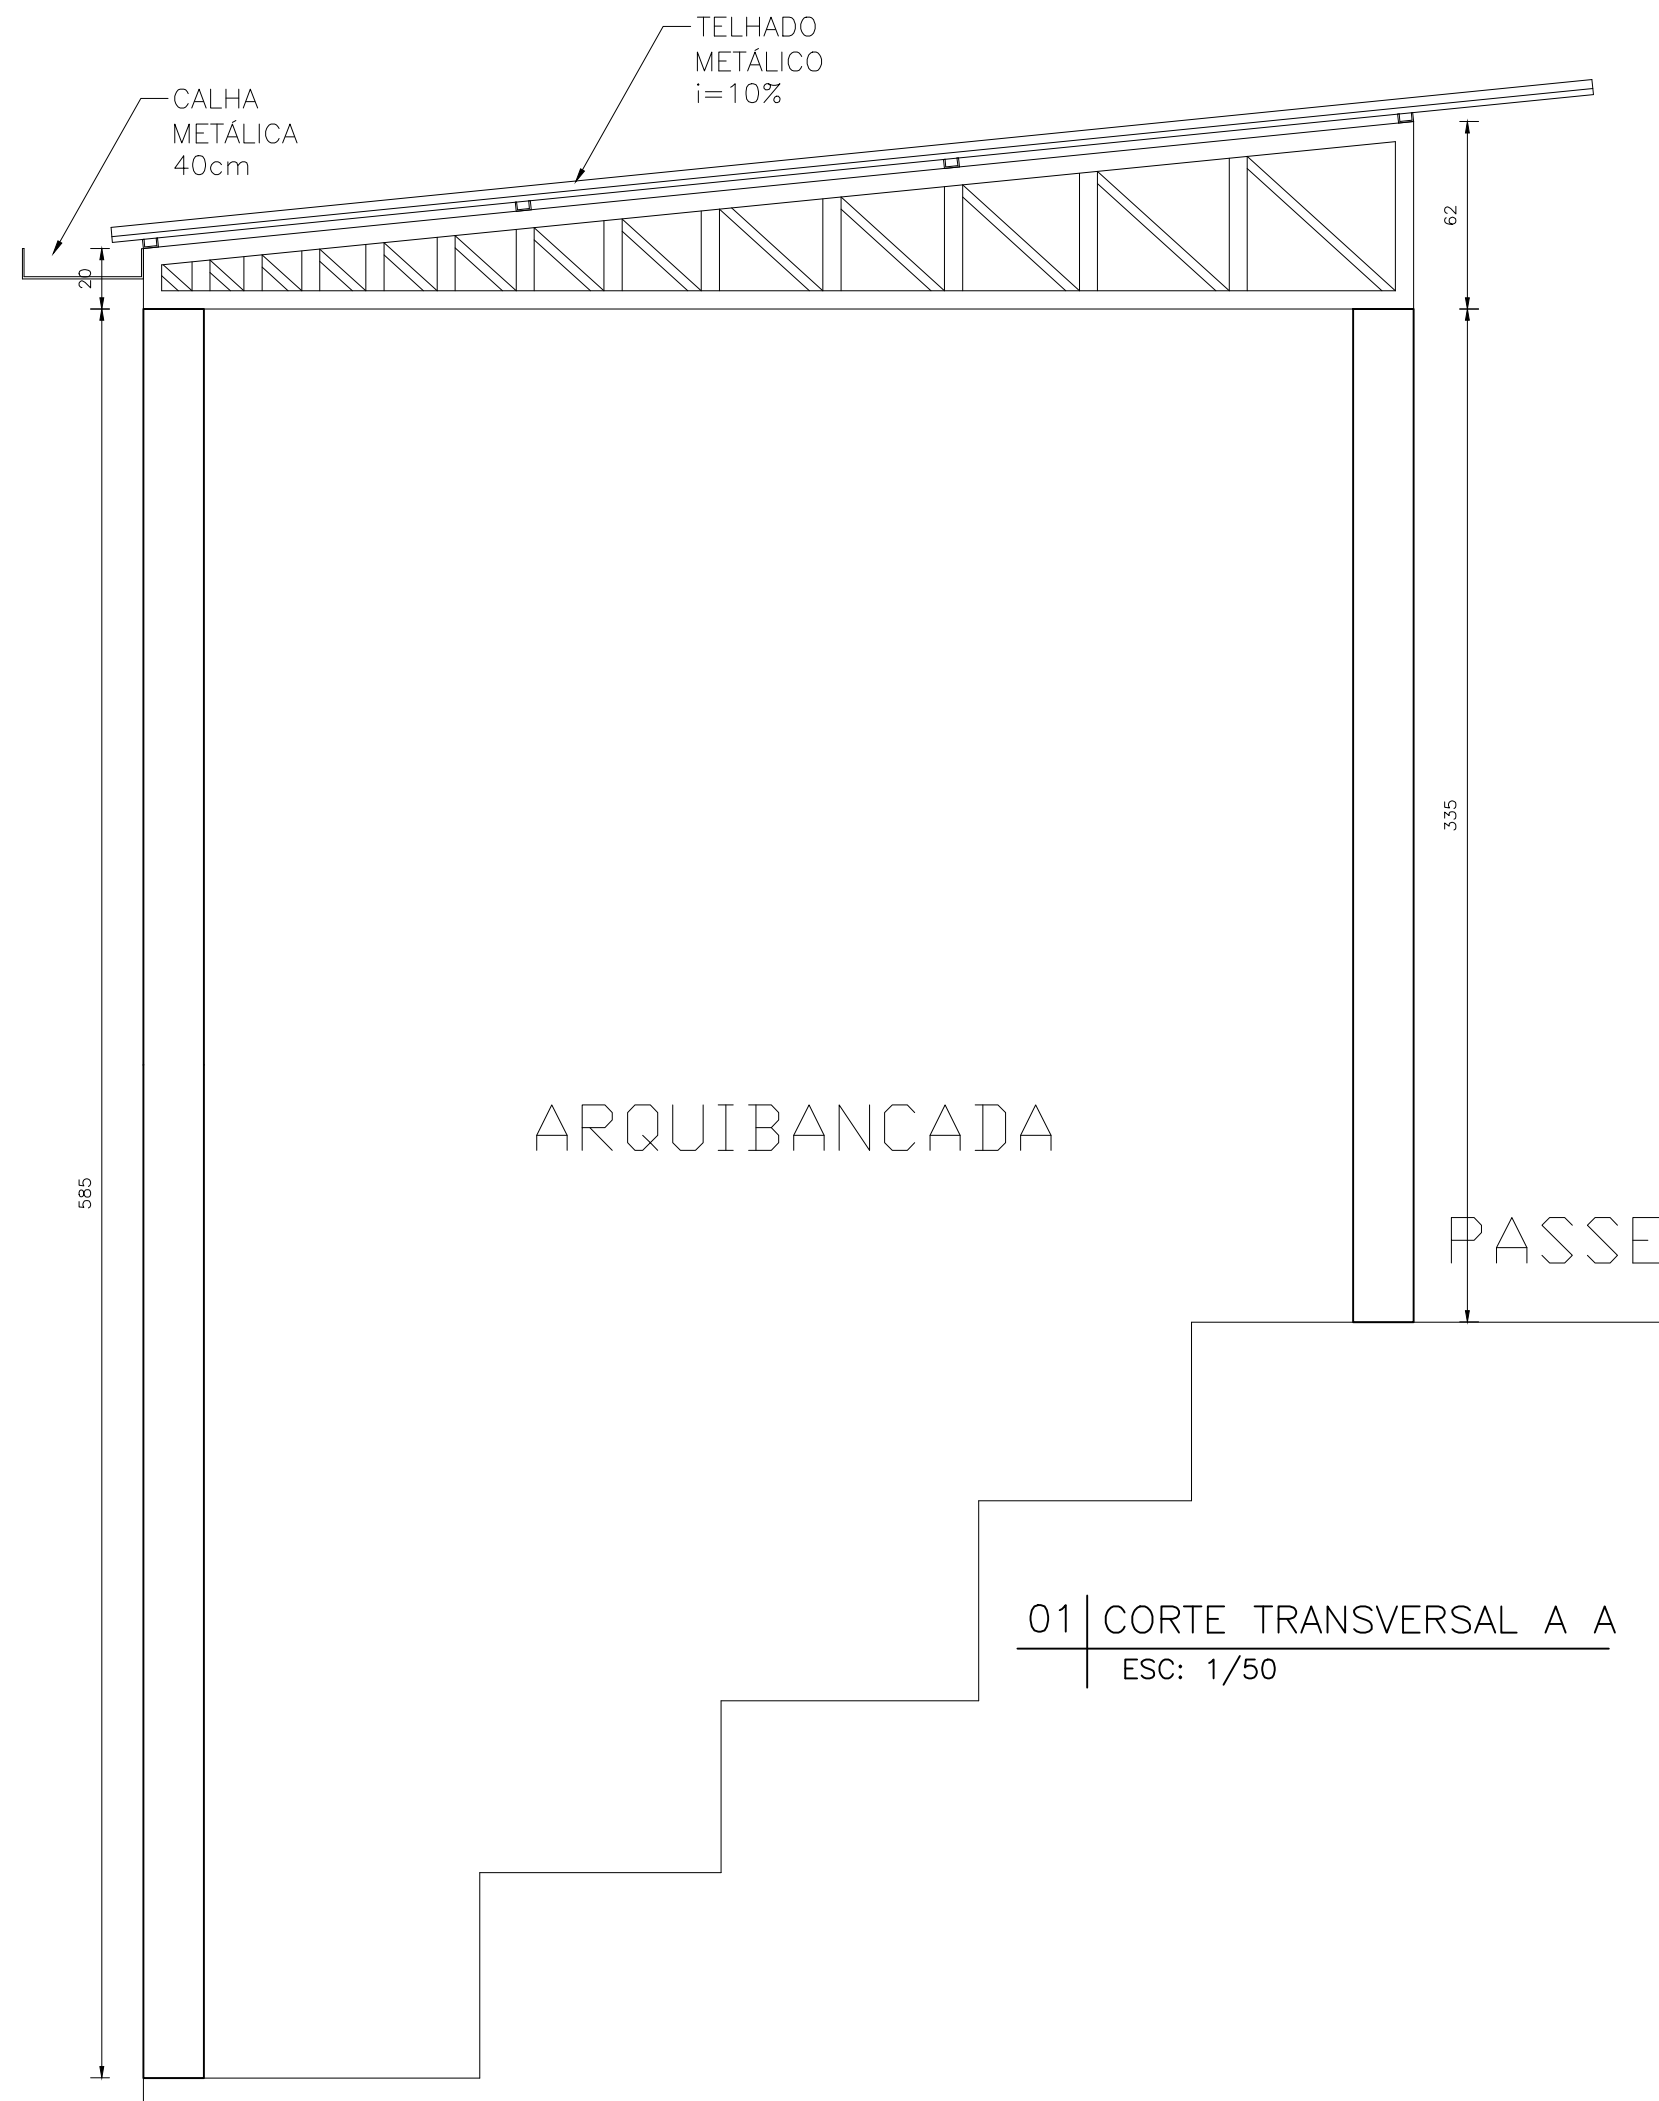 TELHADO
METÁLICO
i=10%
CALHA
METÁLICA
40cm
62
20
335
ARQUIBANCADA
585
PASSE
01 CORTE TRANSVERSAL A A
ESC: 1/50